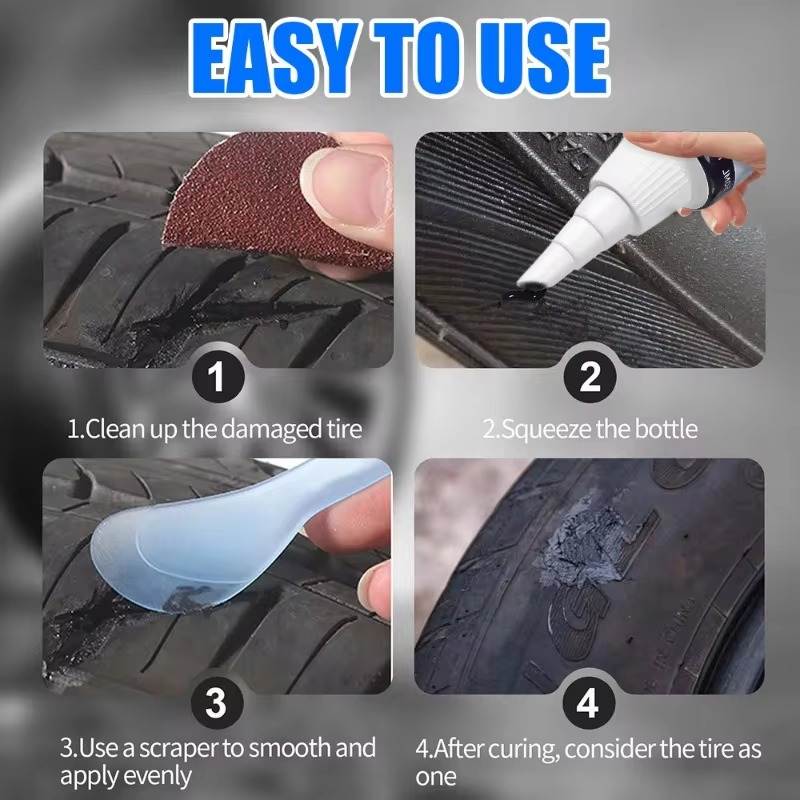 EASY TO USE
1
2
1.Clean up the damaged tire
2.Squeeze the bottle
3
4
3.Use a scraper to smooth and
apply evenly
4.After curing, consider the tire as
one